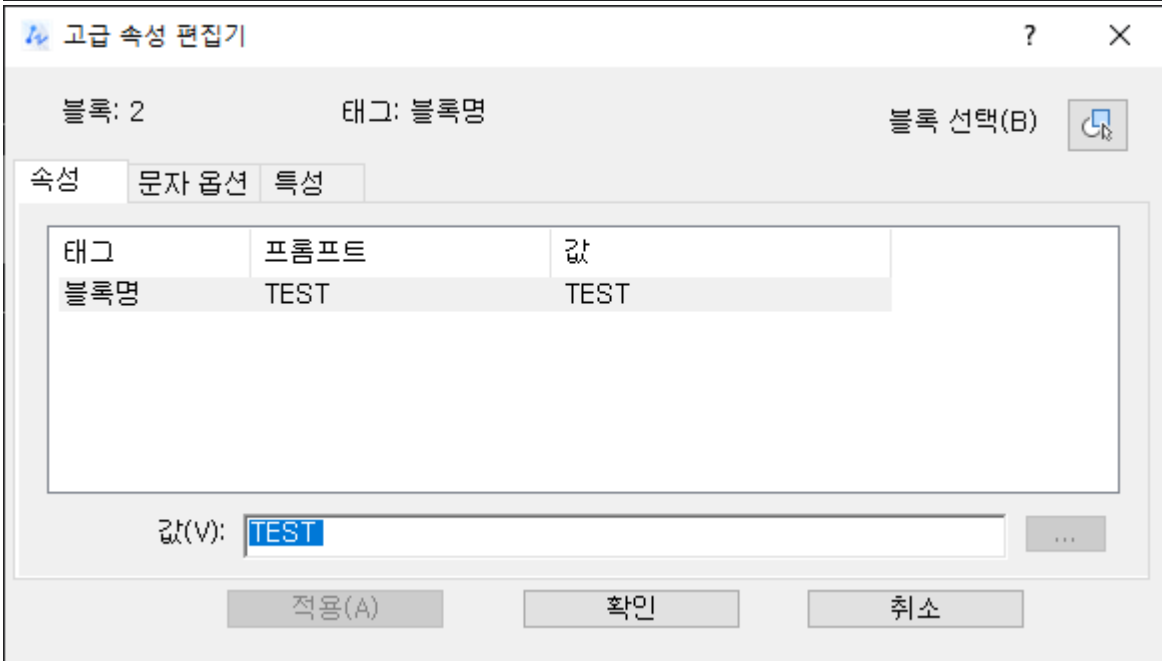 고급 속성 편집기
?
블록: 2 태그: 블록명 블록 선택(B)
속성 문자 옵션 특성
태그 프롬프트 값
블록명 TEST TEST
값(V): TEST ...
적용(A) 확인 취소